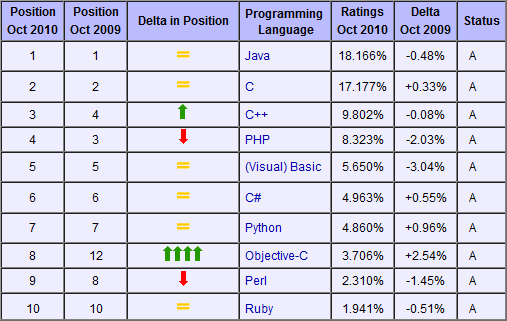 Position Oct 2010 Position Oct 2009 Delta in Position Programming Language Ratings Oct 2010 Delta Oct 2009 Status
1 1 = Java 18.166% -0.48% A
2 2 = C 17.177% +0.33% A
3 4 C++ 9.802% -0.08% A
4 3 PHP 8.323% -2.03% A
5 5 = (Visual) Basic 5.650% -3.04% A
6 6 = C# 4.963% +0.55% A
7 7 = Python 4.860% +0.96% A
8 12 Objective-C 3.706% +2.54% A
9 8 Perl 2.310% -1.45% A
10 10 = Ruby 1.941% -0.51% A